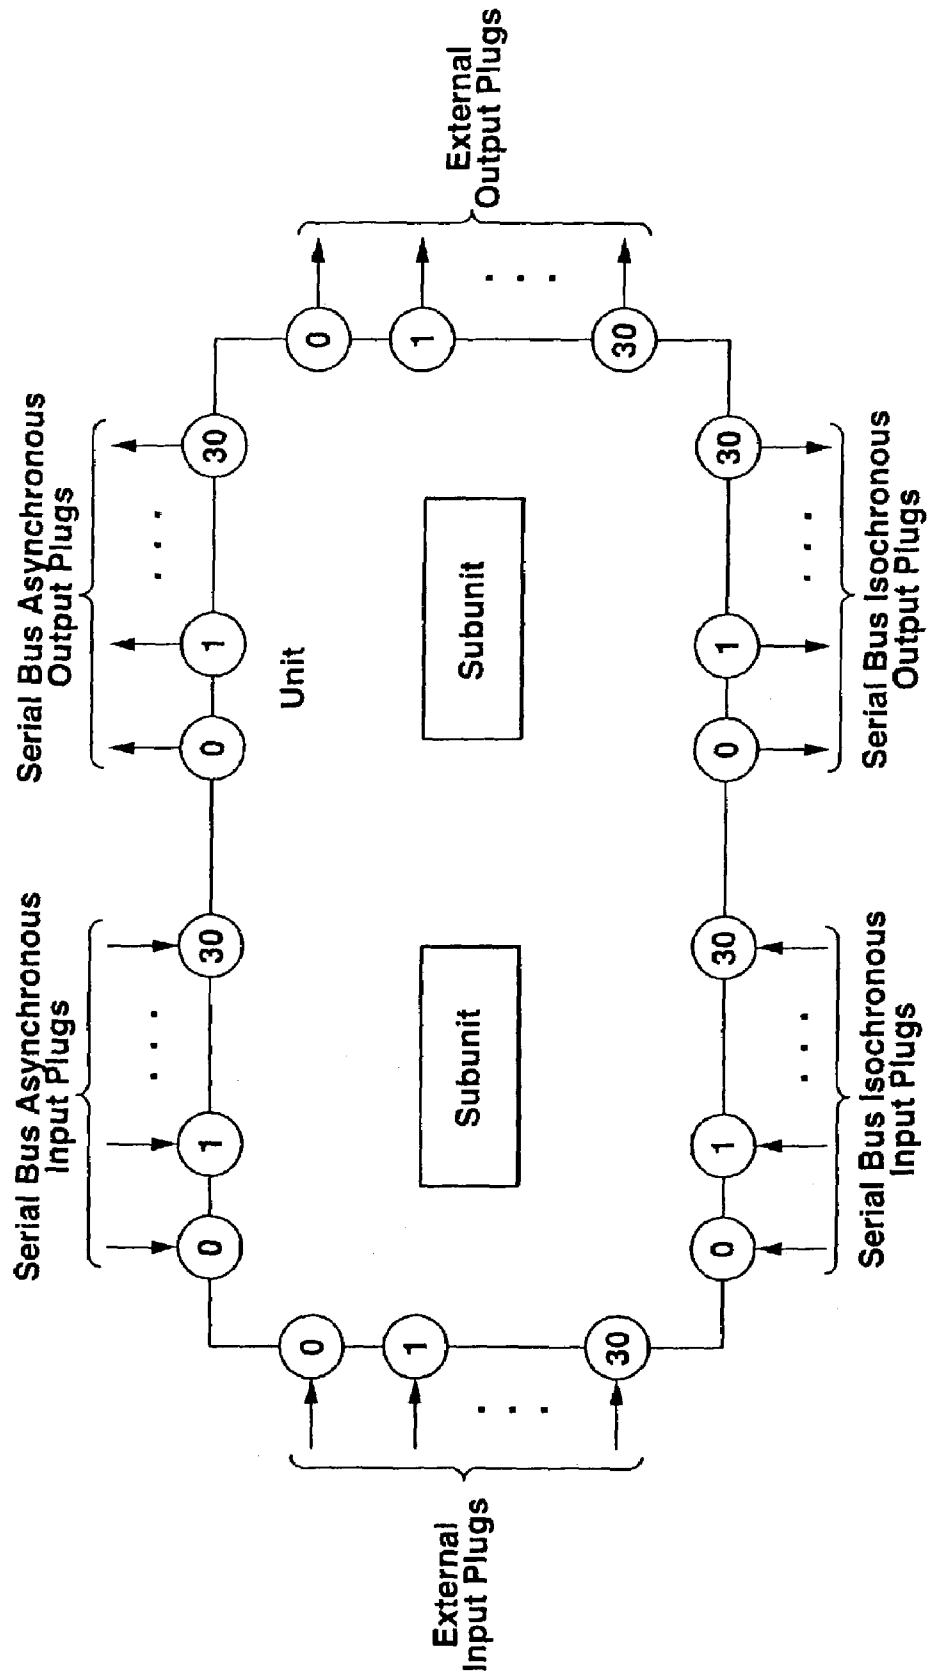 Serial Bus Asynchronous
Input Plugs
Serial Bus Asynchronous
Output Plugs
0
1
. . .
30
0
1
. . .
30
External
Input Plugs
0
1
. . .
30
Unit
Subunit
Subunit
0
1
. . .
30
External
Output Plugs
0
1
. . .
30
0
1
. . .
30
Serial Bus Isochronous
Input Plugs
Serial Bus Isochronous
Output Plugs